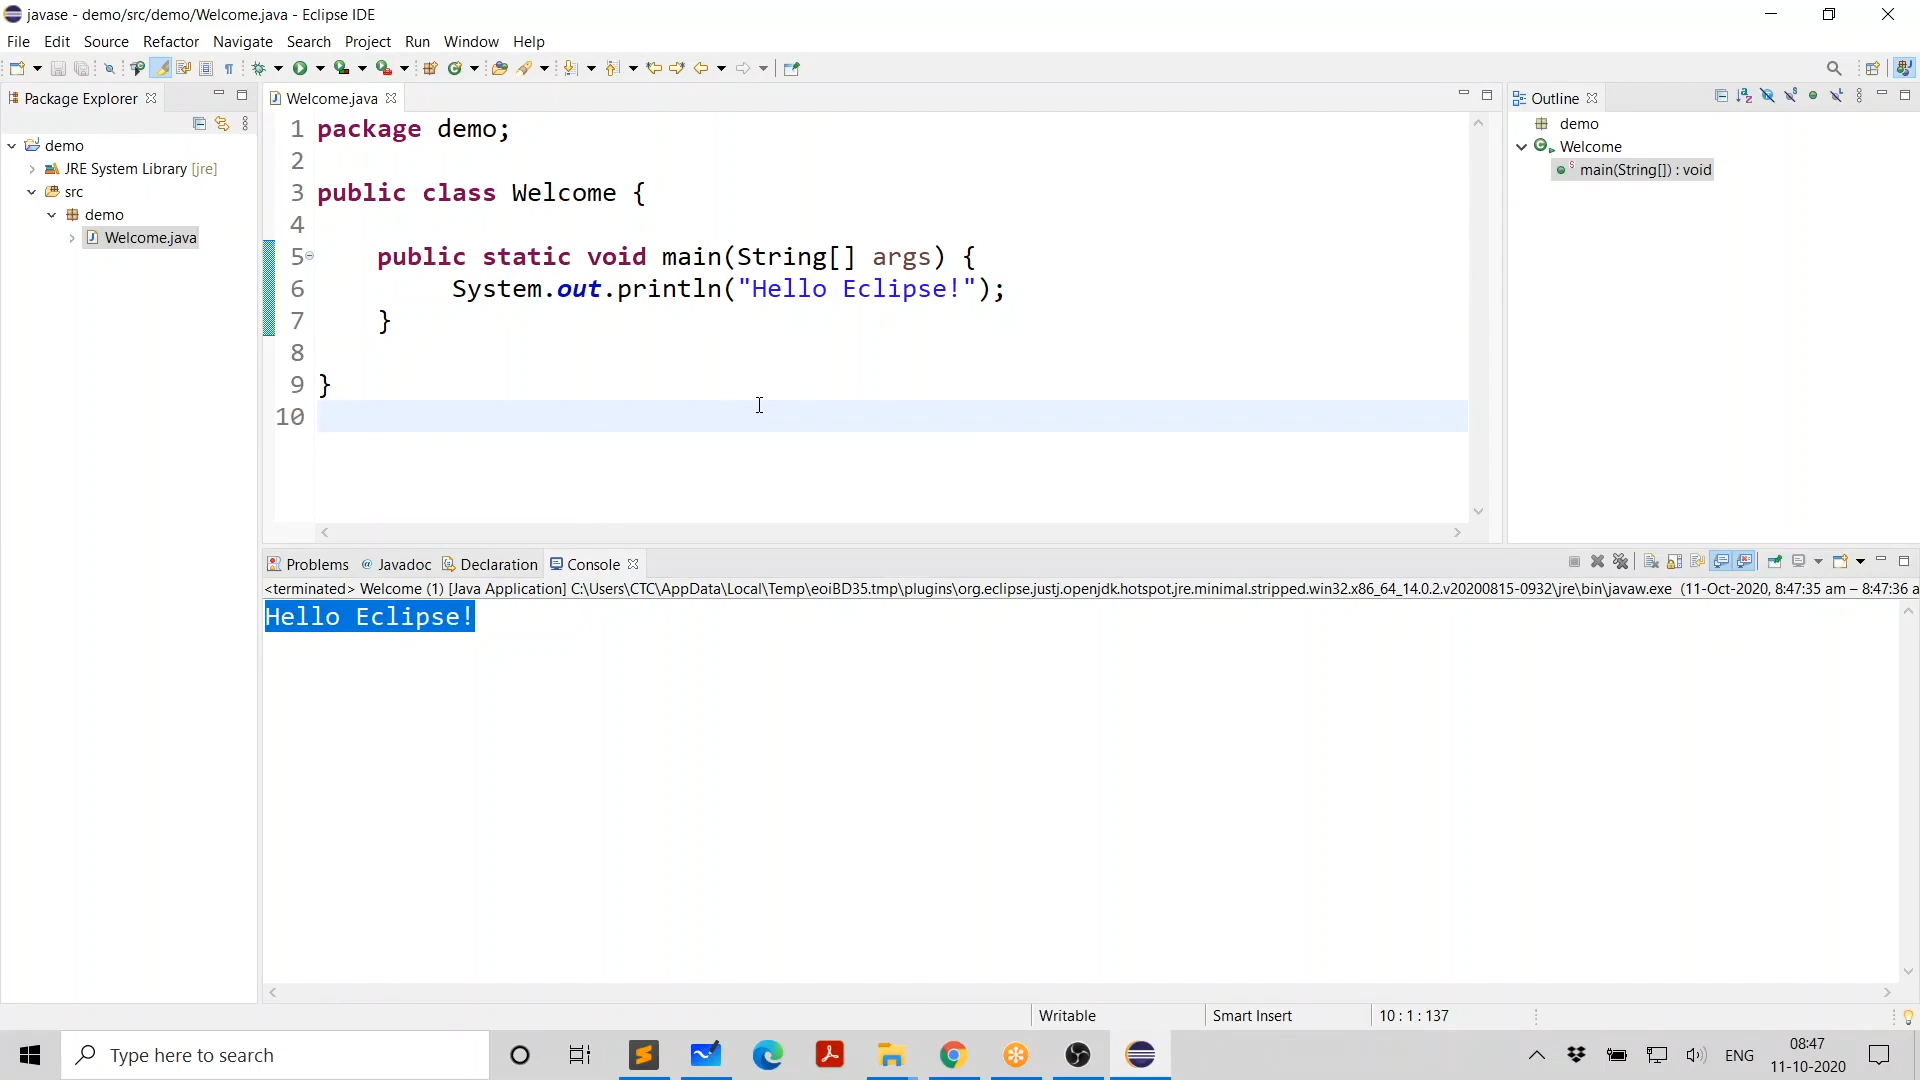 javase - demo/src/demo/Welcome.java - Eclipse IDE
File Edit Source Refactor Navigate Search Project Run Window Help
Package Explorer
demo
JRE System Library [jre]
src
demo
Welcome.java
Welcome.java
1 package demo;
2
3 public class Welcome {
4
5 public static void main(String[] args) {
6 System.out.println("Hello Eclipse!");
7 }
8
9 }
10
Outline
demo
Welcome
main(String[]) : void
Problems Javadoc Declaration Console
<terminated> Welcome (1) [Java Application] C:\Users\CTC\AppData\Local\Temp\eoiBD35.tmp\plugins\org.eclipse.justj.openjdk.hotspot.jre.minimal.stripped.win32.x86_64_14.0.2.v20200815-0932\jre\bin\javaw.exe (11-Oct-2020, 8:47:35 am – 8:47:36 a
Hello Eclipse!
Writable Smart Insert 10 : 1 : 137
Type here to search
ENG
08:47
11-10-2020